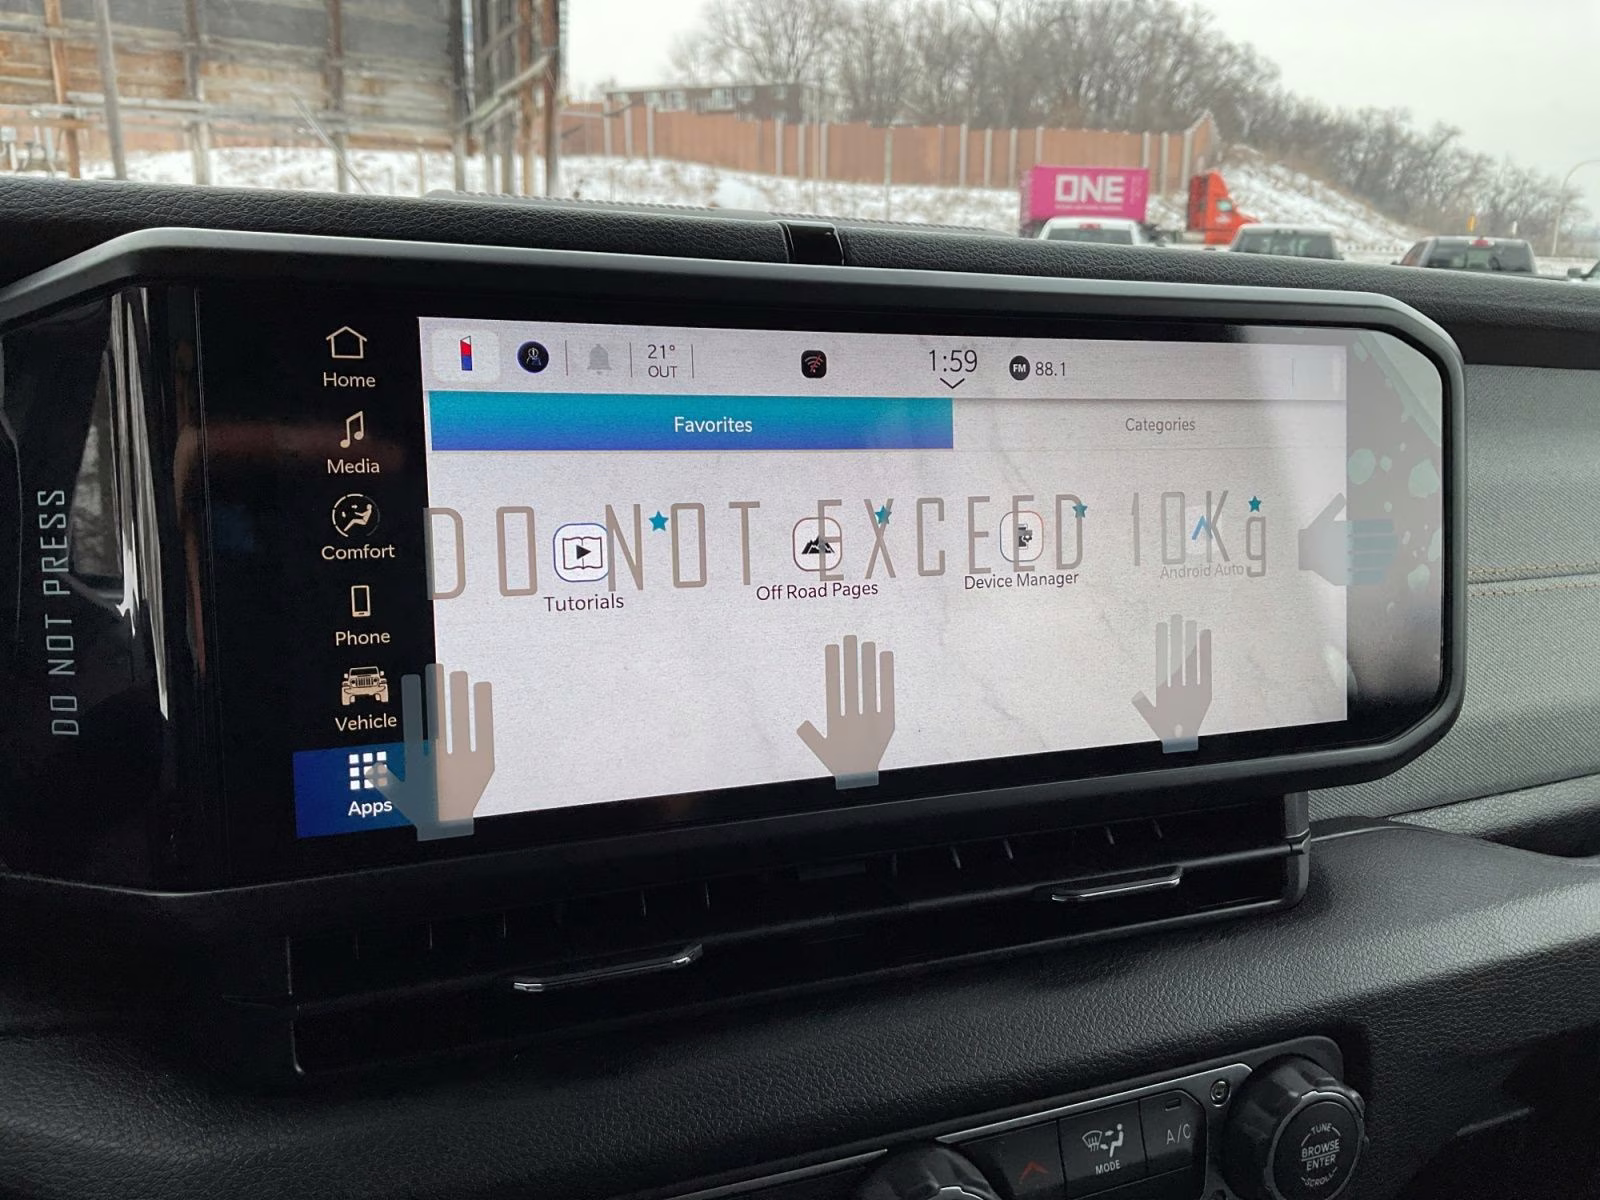 ONE
Home
Media
Comfort
Phone
Vehicle
Apps
21°
OUT
1:59
FM 88.1
Favorites
Categories
DO NOT EXCEED 10Kg
Tutorials
Off Road Pages
Device Manager
Android Auto
DO NOT PRESS
MODE
A/C
TUNE
BROWSE
ENTER
SCROLL